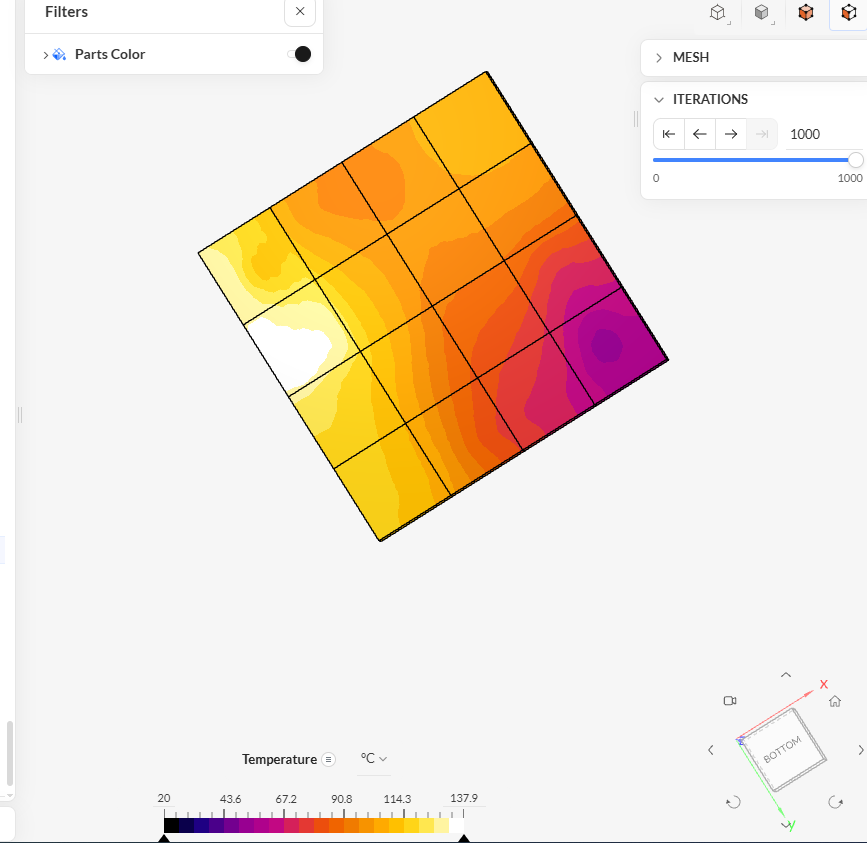 Filters
Parts Color
MESH
ITERATIONS
1000
0 1000
X
BOTTOM
Z
y
Temperature °C
20 43.6 67.2 90.8 114.3 137.9